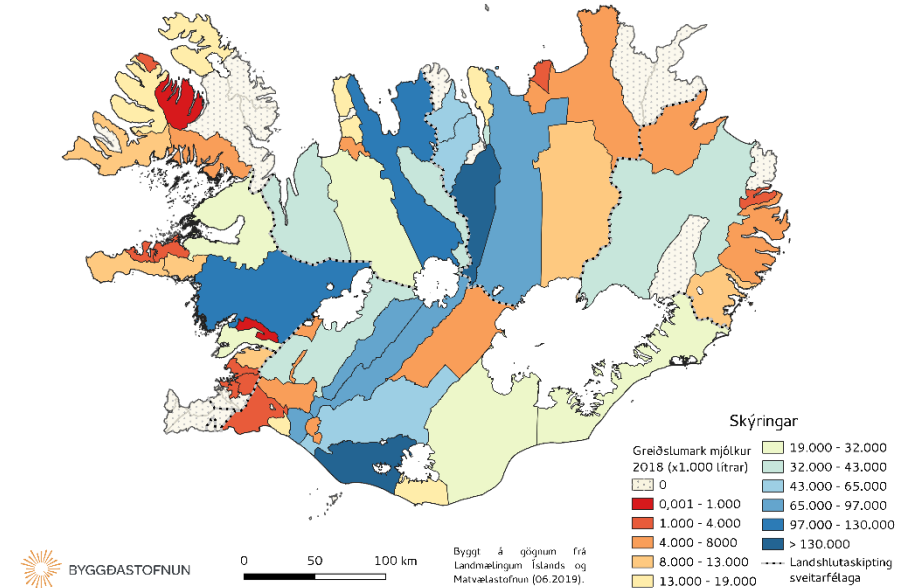 Skýringar
Greiðslumark mjólkur
2018 (x1.000 lítrar)
0
0,001 - 1.000
1.000 - 4.000
4.000 - 8000
8.000 - 13.000
13.000 - 19.000
19.000 - 32.000
32.000 - 43.000
43.000 - 65.000
65.000 - 97.000
97.000 - 130.000
> 130.000
Landshlutaskipting
sveitarfélaga
BYGGÐASTOFNUN
0 50 100 km
Byggt á gögnum frá
Landmælingum Íslands og
Matvælastofnun (06.2019).